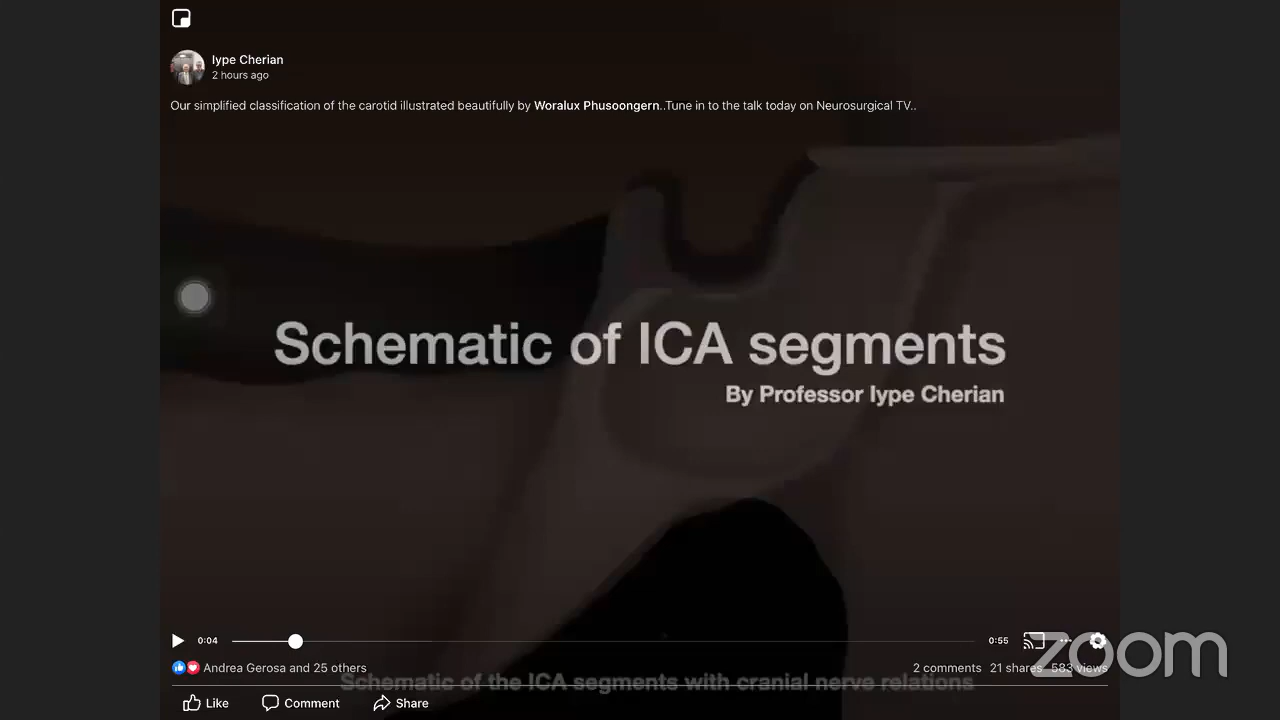 Iype Cherian
2 hours ago
Our simplified classification of the carotid illustrated beautifully by Woralux Phusoongern..Tune in to the talk today on Neurosurgical TV..
Schematic of ICA segments
By Professor Iype Cherian
0:04
0:55
Andrea Gerosa and 25 others
2 comments 21 shares 583 views
zoom
Schematic of the ICA segments with cranial nerve relations
Like
Comment
Share